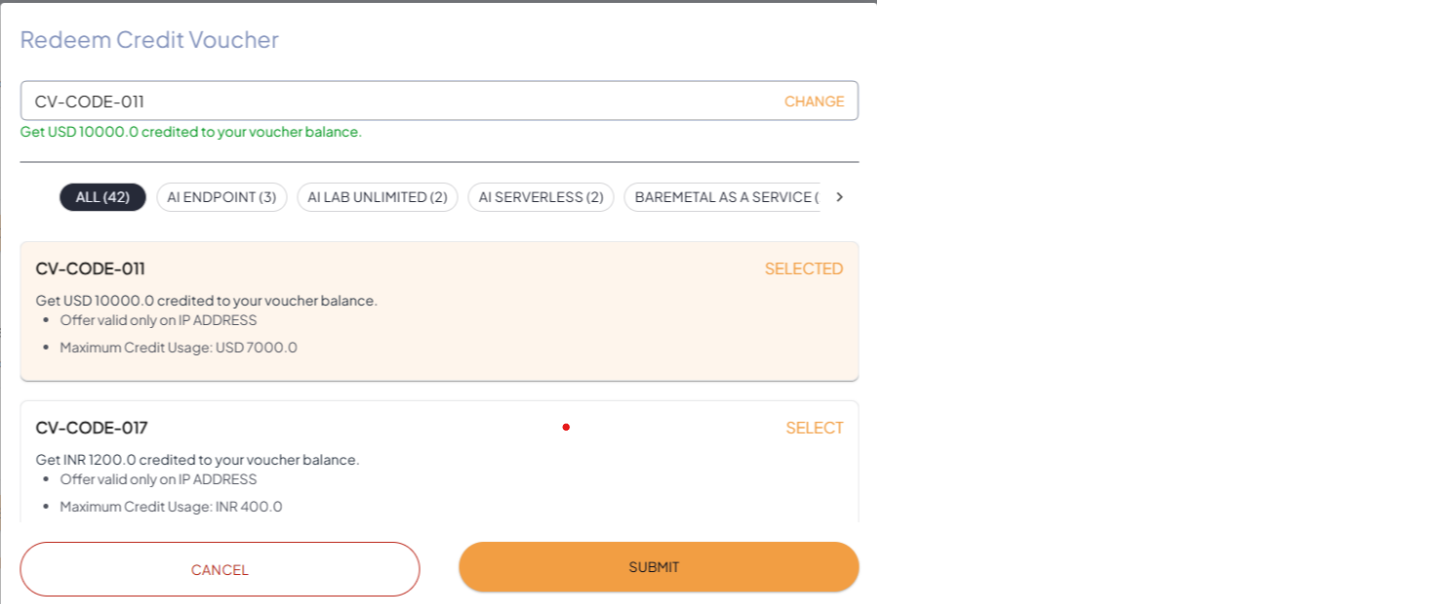 Redeem Credit Voucher
CV-CODE-011 CHANGE
Get USD 10000.0 credited to your voucher balance.
ALL (42) AI ENDPOINT (3) AI LAB UNLIMITED (2) AI SERVERLESS (2) BAREMETAL AS A SERVICE (
CV-CODE-011 SELECTED
Get USD 10000.0 credited to your voucher balance.
• Offer valid only on IP ADDRESS
• Maximum Credit Usage: USD 7000.0
CV-CODE-017 SELECT
Get INR 1200.0 credited to your voucher balance.
• Offer valid only on IP ADDRESS
• Maximum Credit Usage: INR 400.0
CANCEL SUBMIT